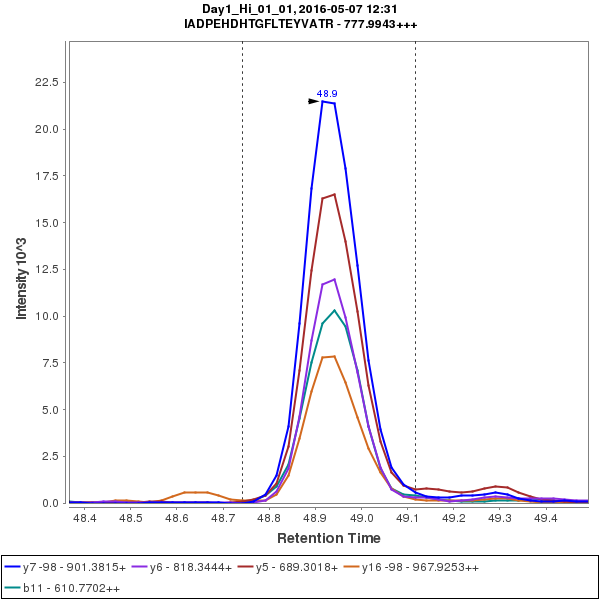 Day1_Hi_01_01, 2016-05-07 12:31
IADPEHDHTGFLTEYVATR - 777.9943+++
Intensity 10^3
22.5
20.0
17.5
15.0
12.5
10.0
7.5
5.0
2.5
0.0
48.9
48.4 48.5 48.6 48.7 48.8 48.9 49.0 49.1 49.2 49.3 49.4
Retention Time
y7 -98 - 901.3815+ y6 - 818.3444+ y5 - 689.3018+ y16 -98 - 967.9253++
b11 - 610.7702++